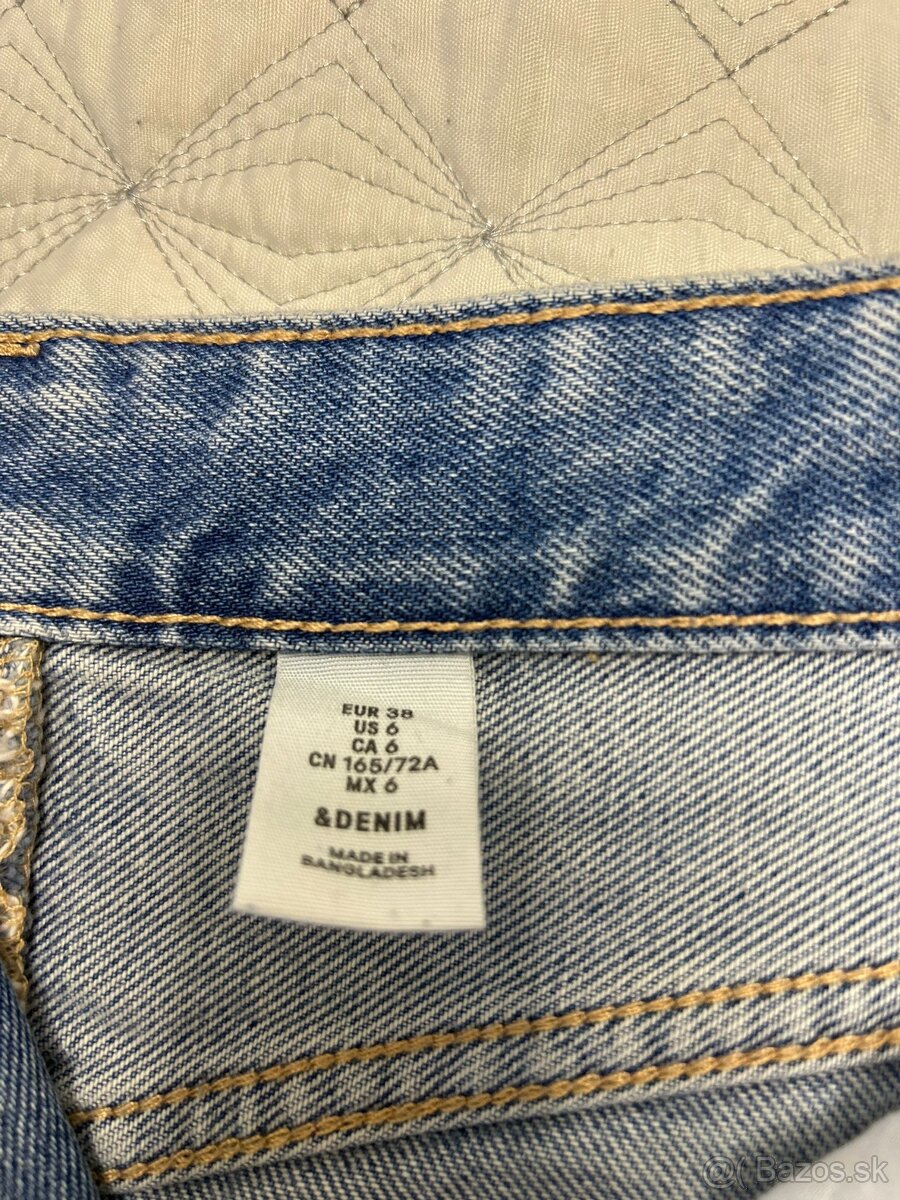 EUR 38
US 6
CA 6
CN 165/72A
MX 6
&DENIM
MADE IN
BANGLADESH
@( Bazos.sk